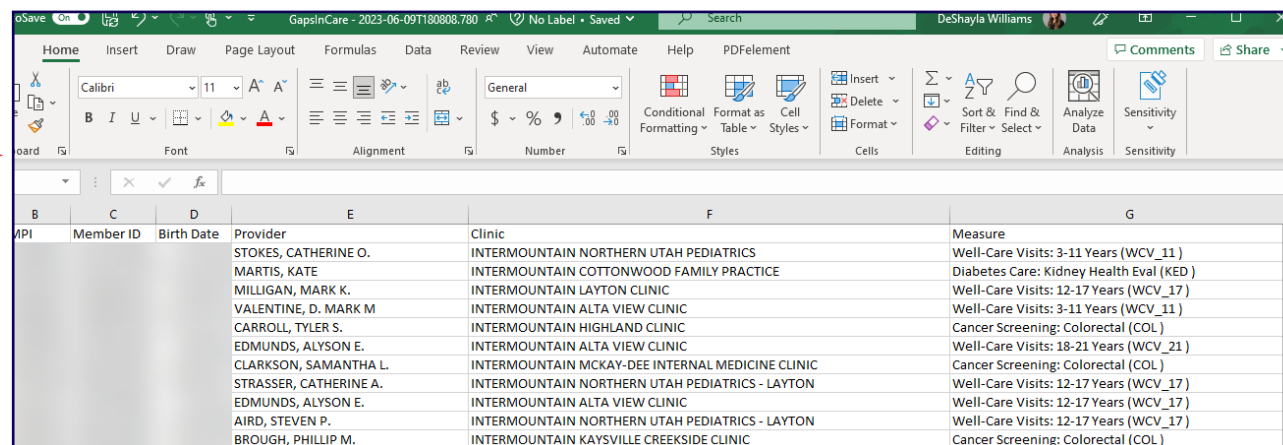 oSave On GapsInCare - 2023-06-09T180808.780 No Label • Saved Search DeShayla Williams
Home Insert Draw Page Layout Formulas Data Review View Automate Help PDFelement Comments Share
Calibri 11 A^ A˅ ab General Conditional Formatting Format as Table Cell Styles Insert Delete Format Sort & Filter Find & Select Analyze Data Sensitivity
B I U A $ % 9
oard Font Alignment Number Styles Cells Editing Analysis Sensitivity
fx
B C D E F G
MPI Member ID Birth Date Provider Clinic Measure
STOKES, CATHERINE O. INTERMOUNTAIN NORTHERN UTAH PEDIATRICS Well-Care Visits: 3-11 Years (WCV_11 )
MARTIS, KATE INTERMOUNTAIN COTTONWOOD FAMILY PRACTICE Diabetes Care: Kidney Health Eval (KED )
MILLIGAN, MARK K. INTERMOUNTAIN LAYTON CLINIC Well-Care Visits: 12-17 Years (WCV_17 )
VALENTINE, D. MARK M INTERMOUNTAIN ALTA VIEW CLINIC Well-Care Visits: 3-11 Years (WCV_11 )
CARROLL, TYLER S. INTERMOUNTAIN HIGHLAND CLINIC Cancer Screening: Colorectal (COL )
EDMUNDS, ALYSON E. INTERMOUNTAIN ALTA VIEW CLINIC Well-Care Visits: 18-21 Years (WCV_21 )
CLARKSON, SAMANTHA L. INTERMOUNTAIN MCKAY-DEE INTERNAL MEDICINE CLINIC Cancer Screening: Colorectal (COL )
STRASSER, CATHERINE A. INTERMOUNTAIN NORTHERN UTAH PEDIATRICS - LAYTON Well-Care Visits: 12-17 Years (WCV_17 )
EDMUNDS, ALYSON E. INTERMOUNTAIN ALTA VIEW CLINIC Well-Care Visits: 12-17 Years (WCV_17 )
AIRD, STEVEN P. INTERMOUNTAIN NORTHERN UTAH PEDIATRICS - LAYTON Well-Care Visits: 12-17 Years (WCV_17 )
BROUGH, PHILLIP M. INTERMOUNTAIN KAYSVILLE CREEKSIDE CLINIC Cancer Screening: Colorectal (COL )